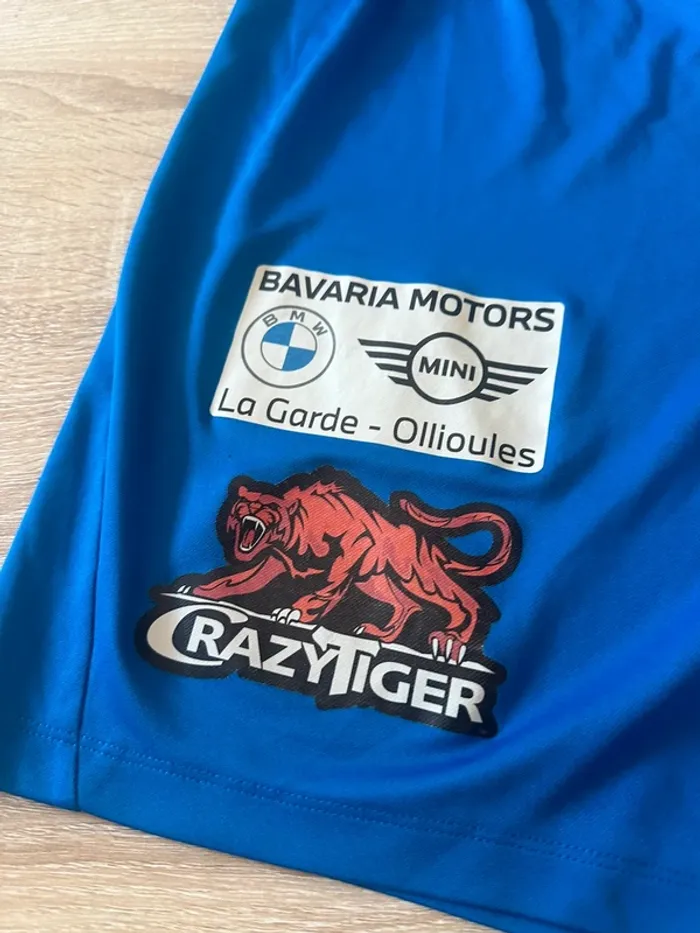 BAVARIA MOTORS
BMW
MINI
La Garde - Ollioules
CRAZYTIGER